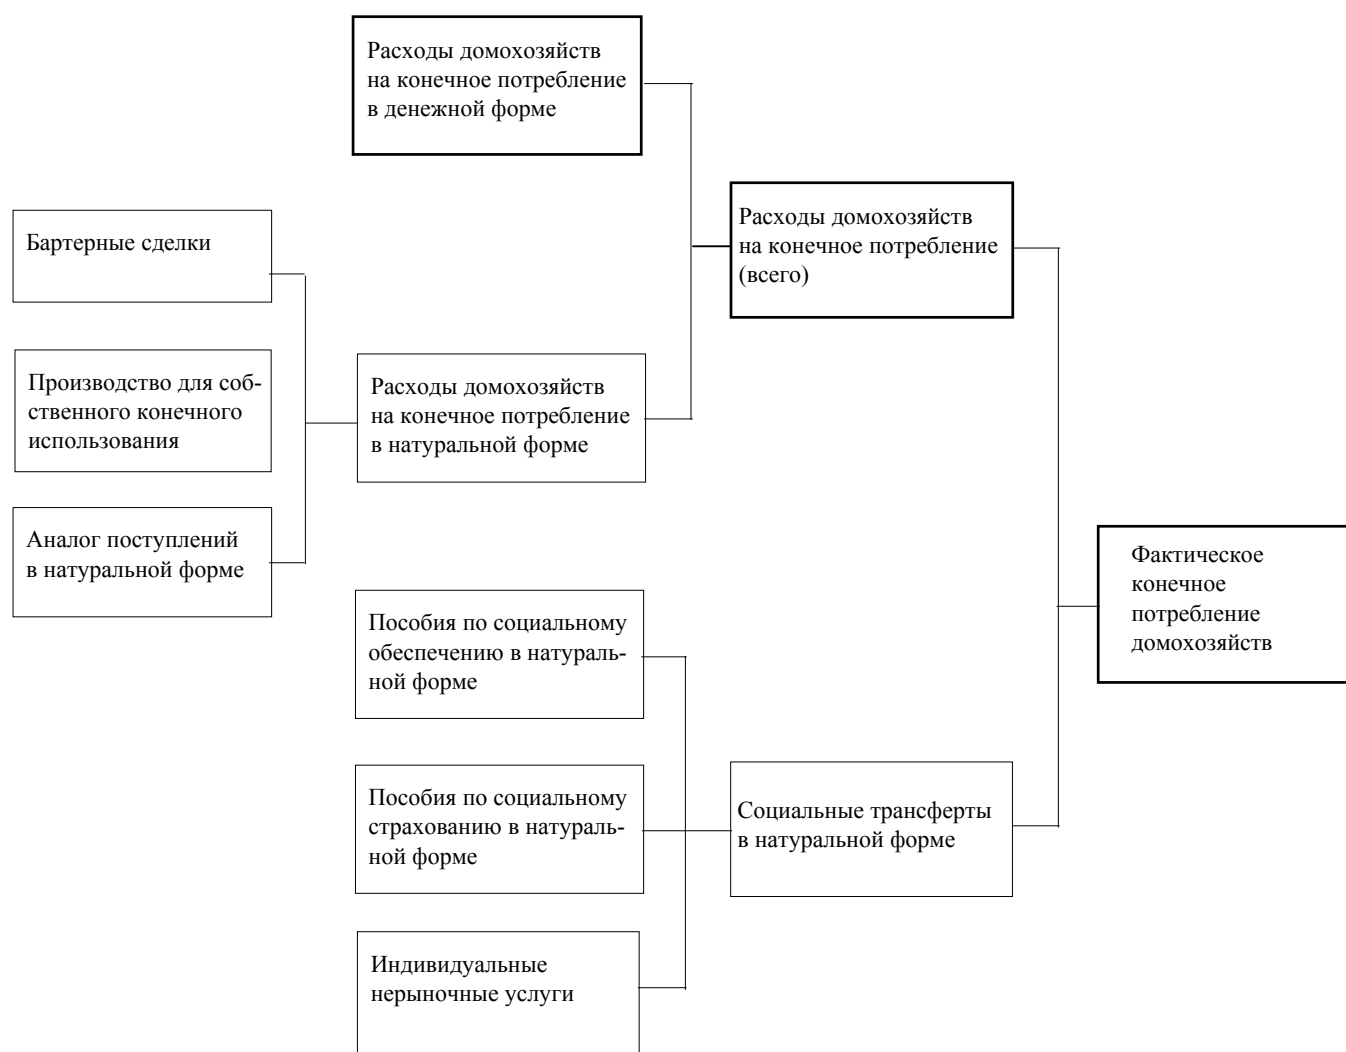 Расходы домохозяйств
на конечное потребление
в денежной форме
Расходы домохозяйств
на конечное потребление
(всего)
Бартерные сделки
Производство для соб-
ственного конечного
использования
Расходы домохозяйств
на конечное потребление
в натуральной форме
Аналог поступлений
в натуральной форме
Фактическое
конечное
потребление
домохозяйств
Пособия по социальному
обеспечению в натураль-
ной форме
Пособия по социальному
страхованию в натураль-
ной форме
Социальные трансферты
в натуральной форме
Индивидуальные
нерыночные услуги